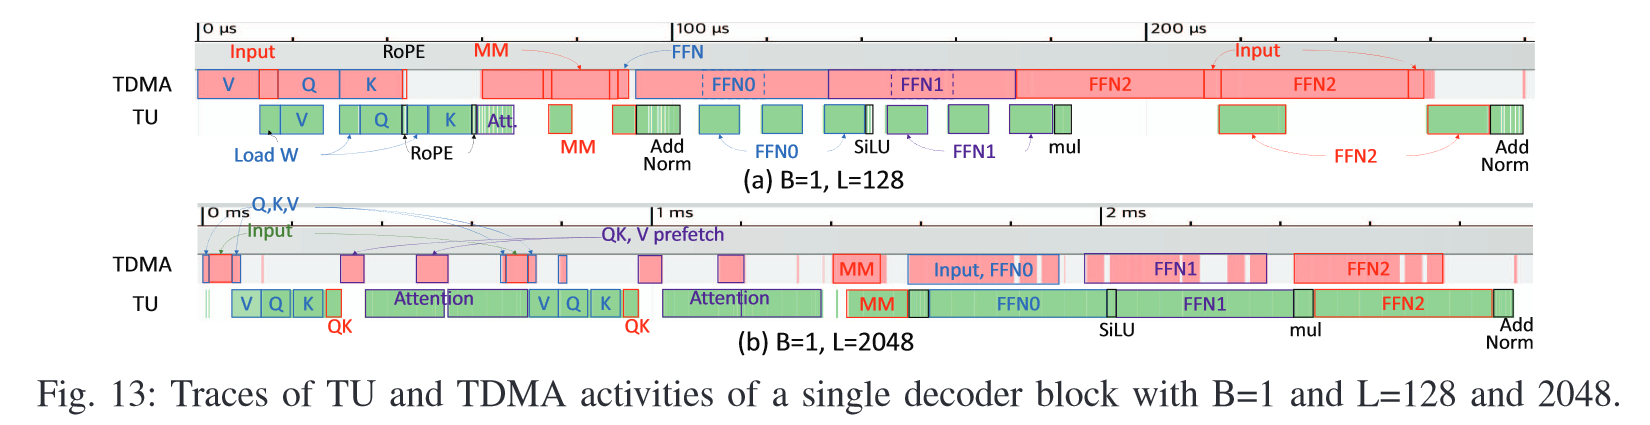 0 μs 100 μs 200 μs
Input RoPE MM FFN Input
TDMA V Q K FFN0 FFN1 FFN2 FFN2
TU V Q K Att.
Load W RoPE MM Add Norm FFN0 SiLU FFN1 mul FFN2 Add Norm
(a) B=1, L=128
Q,K,V
0 ms 1 ms 2 ms
Input QK, V prefetch
TDMA MM Input, FFN0 FFN1 FFN2
TU V Q K Attention V Q K Attention MM FFN0 FFN1 FFN2
QK QK SiLU mul Add Norm
(b) B=1, L=2048
Fig. 13: Traces of TU and TDMA activities of a single decoder block with B=1 and L=128 and 2048.